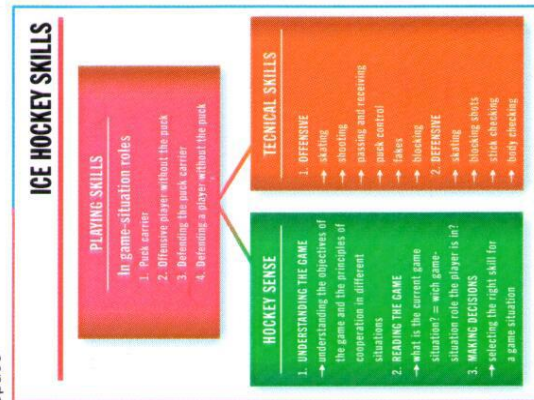 ICE HOCKEY SKILLS
PLAYING SKILLS
In game-situation roles
1. Puck carrier
2. Offensive player without the puck
3. Defending the puck carrier
4. Defending a player without the puck
HOCKEY SENSE
1. UNDERSTANDING THE GAME
→ understanding the objectives of
the game and the principles of
cooperation in different
situations
2. READING THE GAME
→ what is the current game
situation? = wich game-
situation role the player is in?
3. MAKING DECISIONS
→ selecting the right skill for
a game situation
TECNICAL SKILLS
1. OFFENSIVE
→ skating
→ shooting
→ passing and receiving
→ puck control
→ fakes
→ blocking
2. DEFENSIVE
→ skating
→ blocking shots
→ stick checking
→ body checking